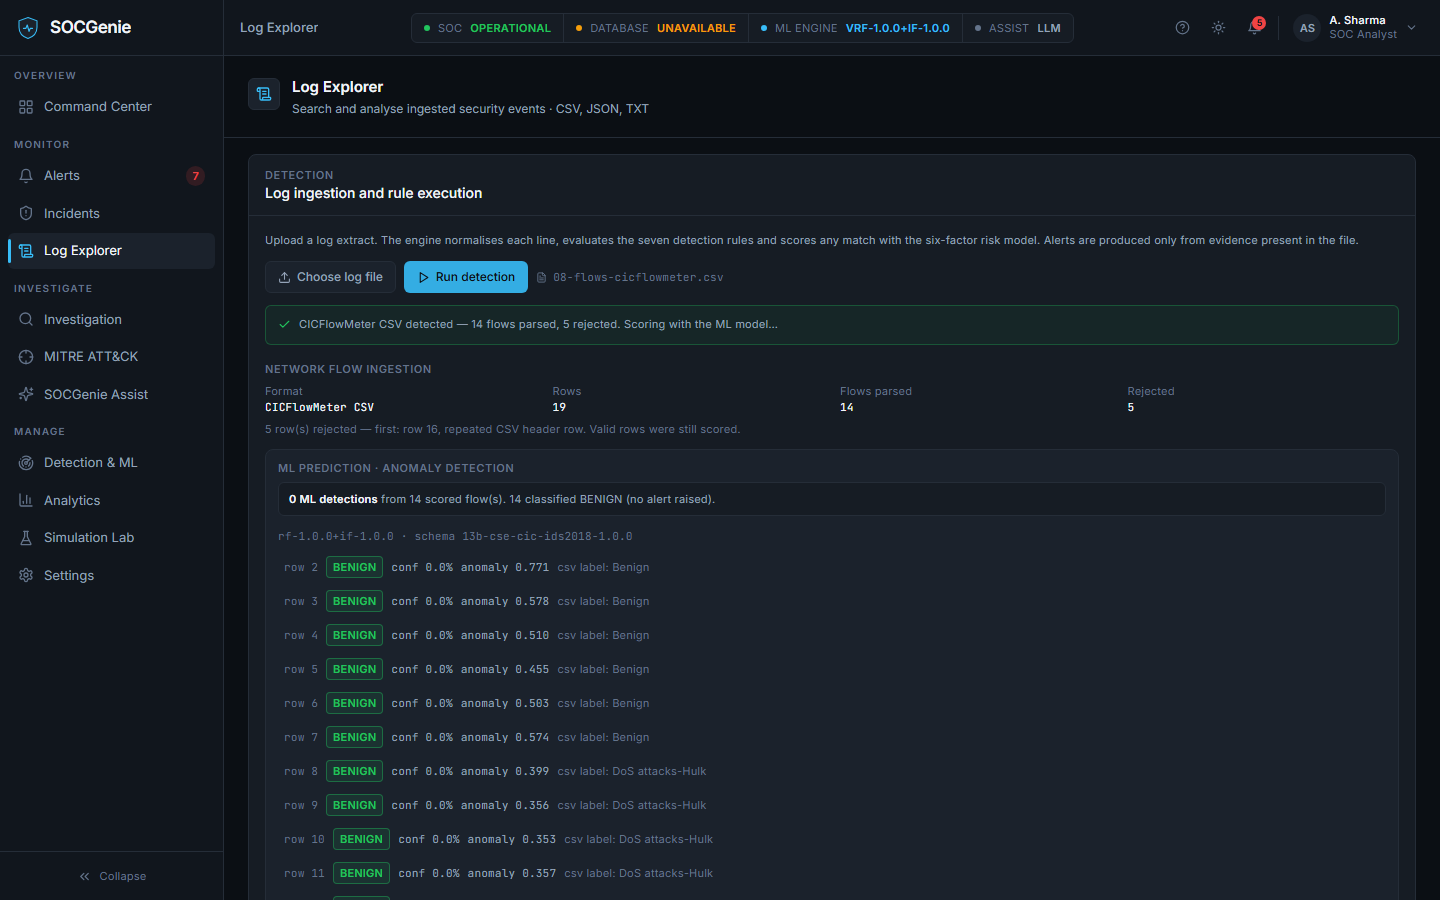 SOCGenie
Log Explorer
SOC OPERATIONAL
DATABASE UNAVAILABLE
ML ENGINE VRF-1.0.0+IF-1.0.0
ASSIST LLM
5
AS
A. Sharma
SOC Analyst
OVERVIEW
Command Center
MONITOR
Alerts 7
Incidents
Log Explorer
INVESTIGATE
Investigation
MITRE ATT&CK
SOCGenie Assist
MANAGE
Detection & ML
Analytics
Simulation Lab
Settings
Collapse
Log Explorer
Search and analyse ingested security events · CSV, JSON, TXT
DETECTION
Log ingestion and rule execution
Upload a log extract. The engine normalises each line, evaluates the seven detection rules and scores any match with the six-factor risk model. Alerts are produced only from evidence present in the file.
Choose log file
Run detection
08-flows-cicflowmeter.csv
CICFlowMeter CSV detected — 14 flows parsed, 5 rejected. Scoring with the ML model...
NETWORK FLOW INGESTION
Format Rows Flows parsed Rejected
CICFlowMeter CSV 19 14 5
5 row(s) rejected — first: row 16, repeated CSV header row. Valid rows were still scored.
ML PREDICTION · ANOMALY DETECTION
0 ML detections from 14 scored flow(s). 14 classified BENIGN (no alert raised).
rf-1.0.0+if-1.0.0 · schema 13b-cse-cic-ids2018-1.0.0
row 2 BENIGN conf 0.0% anomaly 0.771 csv label: Benign
row 3 BENIGN conf 0.0% anomaly 0.578 csv label: Benign
row 4 BENIGN conf 0.0% anomaly 0.510 csv label: Benign
row 5 BENIGN conf 0.0% anomaly 0.455 csv label: Benign
row 6 BENIGN conf 0.0% anomaly 0.503 csv label: Benign
row 7 BENIGN conf 0.0% anomaly 0.574 csv label: Benign
row 8 BENIGN conf 0.0% anomaly 0.399 csv label: DoS attacks-Hulk
row 9 BENIGN conf 0.0% anomaly 0.356 csv label: DoS attacks-Hulk
row 10 BENIGN conf 0.0% anomaly 0.353 csv label: DoS attacks-Hulk
row 11 BENIGN conf 0.0% anomaly 0.357 csv label: DoS attacks-Hulk